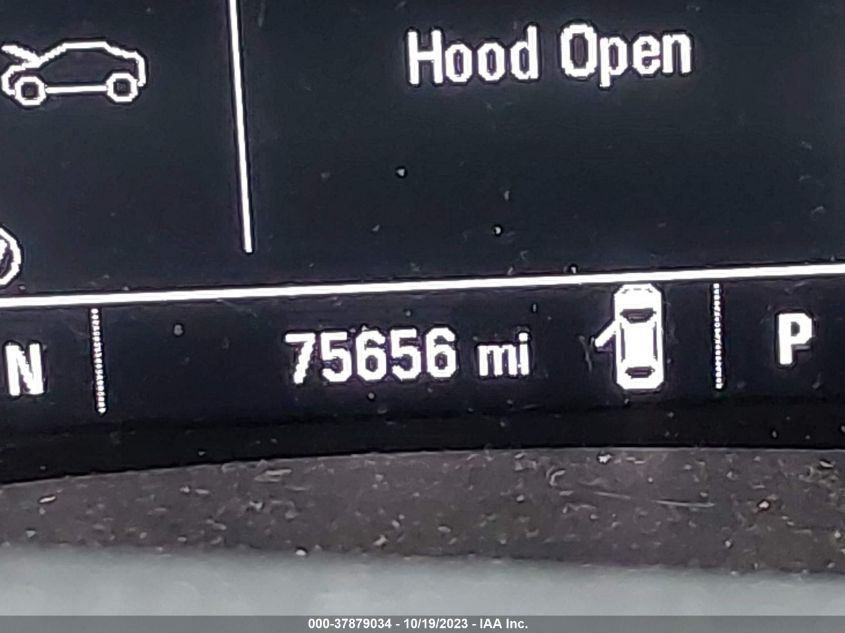 Hood Open
N
75656 mi
P
000-37879034 - 10/19/2023 - IAA Inc.